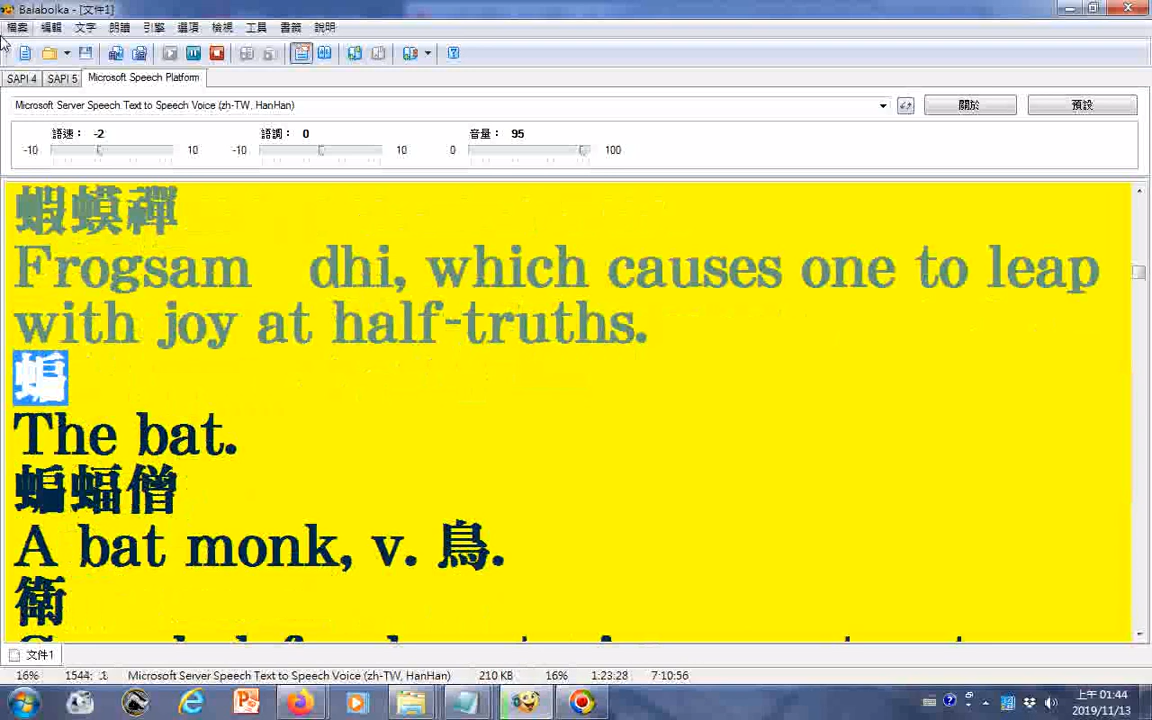 Balabolka - [文件1]
檔案 編輯 文字 朗讀 引擎 選項 檢視 工具 書籤 說明
SAPI 4 SAPI 5 Microsoft Speech Platform
Microsoft Server Speech Text to Speech Voice (zh-TW, HanHan) 關於 預設
語速： -2 語調： 0 音量： 95
-10 10 -10 10 0 100
蝦蟆禪
Frogsam dhi, which causes one to leap
with joy at half-truths.
蝙
The bat.
蝙蝠僧
A bat monk, v. 鳥.
衛
文件1
16% 1544: Microsoft Server Speech Text to Speech Voice (zh-TW, HanHan) 210 KB 16% 1:23:28 7:10:56
上午 01:44
2019/11/13